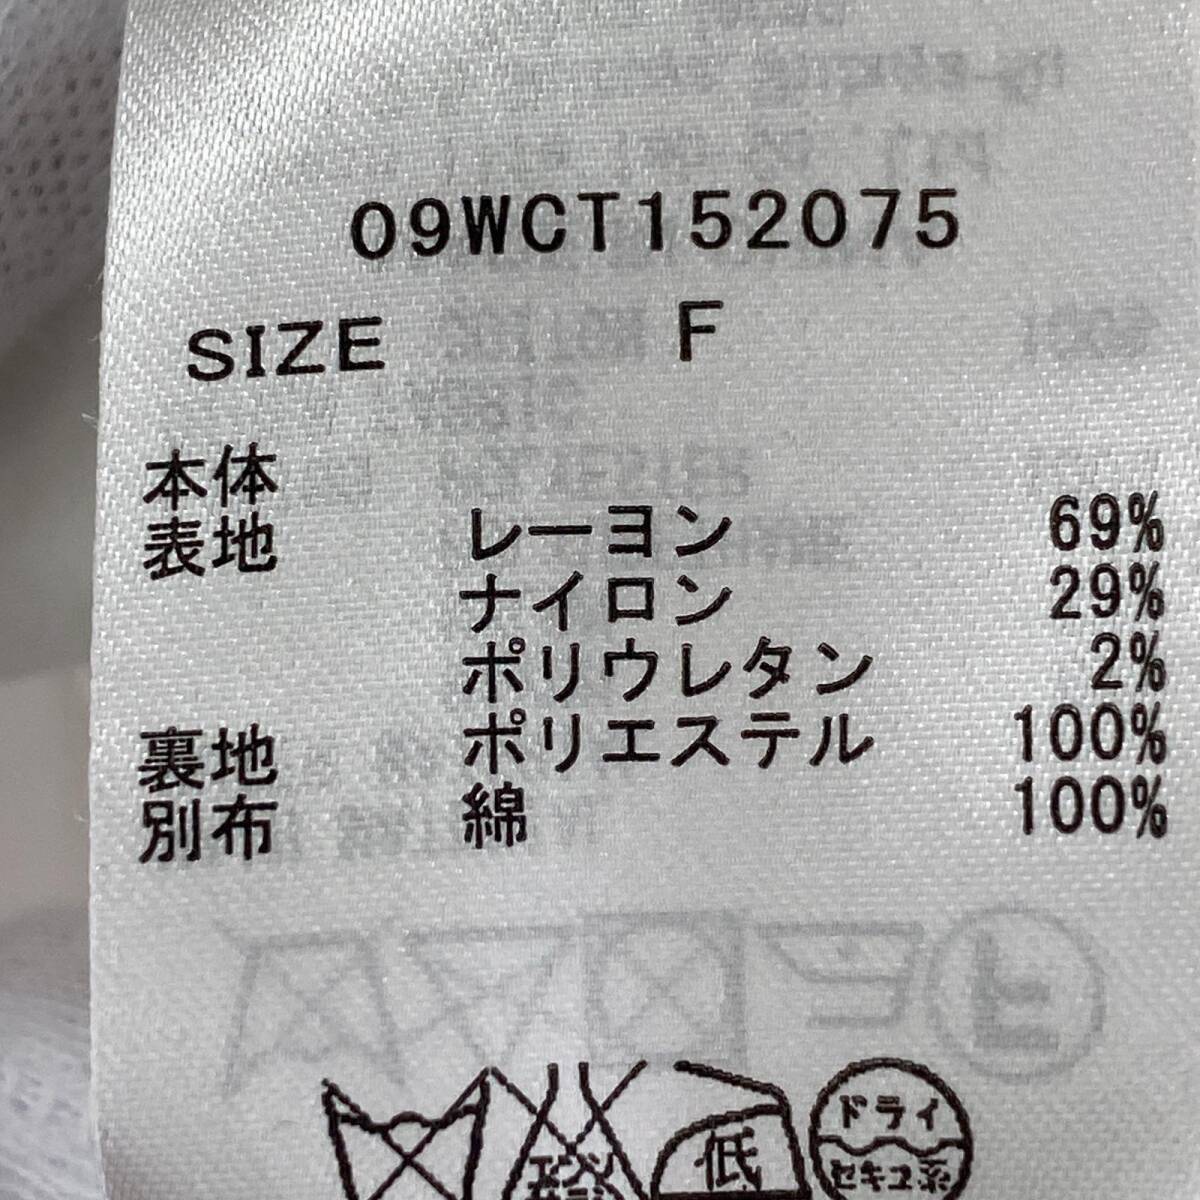 09WCT152075
SIZE F
本体
表地 レーヨン 69%
ナイロン 29%
ポリウレタン 2%
裏地 ポリエステル 100%
別布 綿 100%
低
ドライ
セキユ系